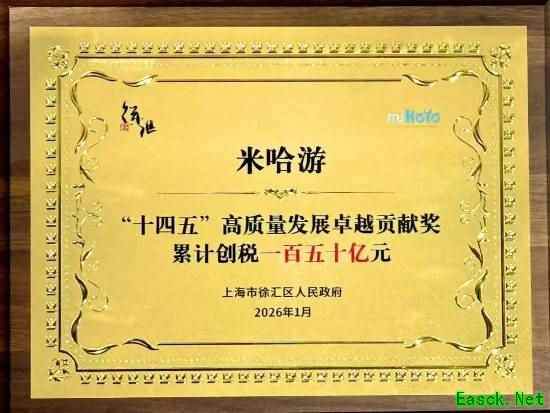 徐汇
miHoYo
米哈游
“十四五”高质量发展卓越贡献奖
累计创税一百五十亿元
上海市徐汇区人民政府
2026年1月
Easck.Net